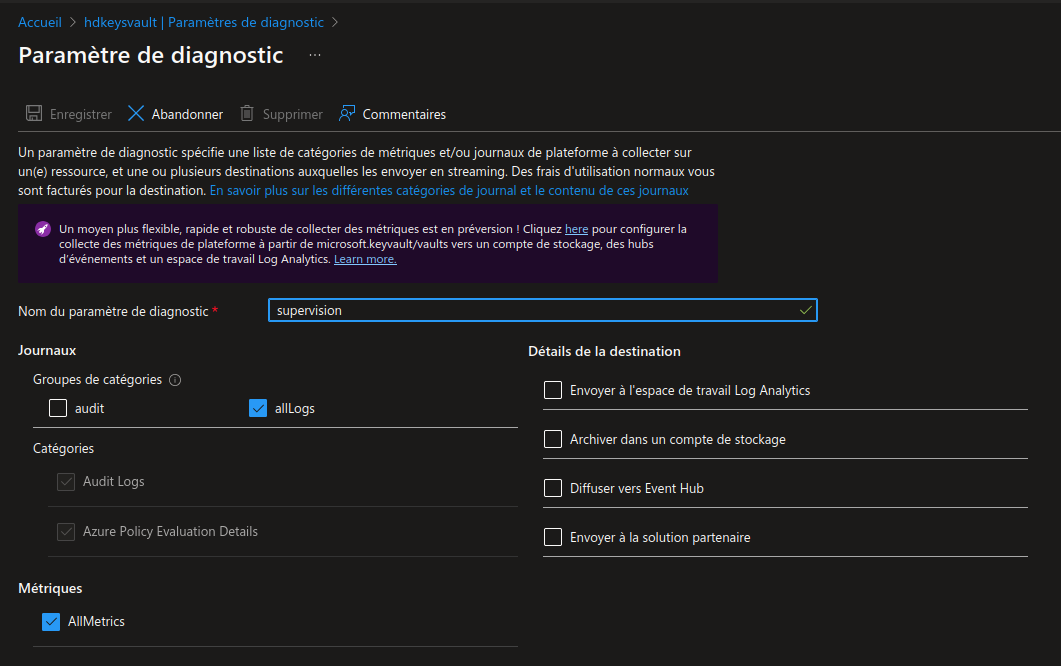 Accueil > hdkeysvault | Paramètres de diagnostic >
Paramètre de diagnostic ...
Enregistrer Abandonner Supprimer Commentaires
Un paramètre de diagnostic spécifie une liste de catégories de métriques et/ou journaux de plateforme à collecter sur
un(e) ressource, et une ou plusieurs destinations auxquelles les envoyer en streaming. Des frais d'utilisation normaux vous
sont facturés pour la destination. En savoir plus sur les différentes catégories de journal et le contenu de ces journaux
Un moyen plus flexible, rapide et robuste de collecter des métriques est en préversion ! Cliquez here pour configurer la
collecte des métriques de plateforme à partir de microsoft.keyvault/vaults vers un compte de stockage, des hubs
d'événements et un espace de travail Log Analytics. Learn more.
Nom du paramètre de diagnostic * supervision
Journaux
Groupes de catégories
audit allLogs
Catégories
Audit Logs
Azure Policy Evaluation Details
Métriques
AllMetrics
Détails de la destination
Envoyer à l'espace de travail Log Analytics
Archiver dans un compte de stockage
Diffuser vers Event Hub
Envoyer à la solution partenaire